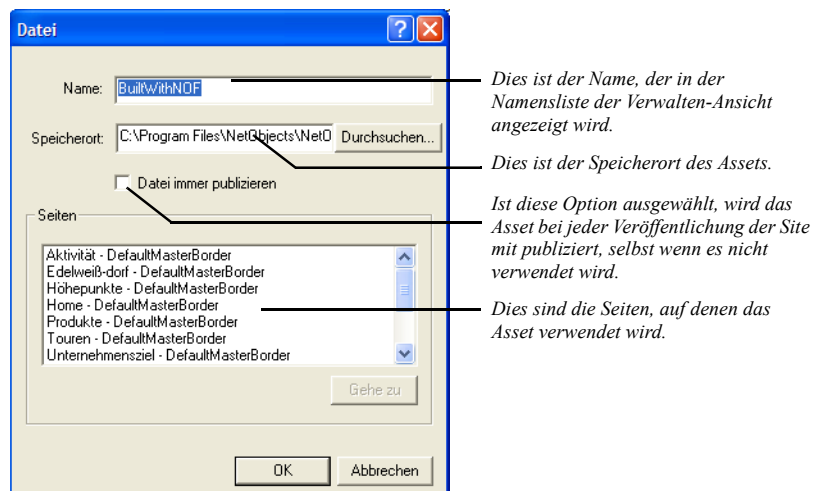 Datei
Name: BuiltWithNOF
Dies ist der Name, der in der
Namensliste der Verwalten-Ansicht
angezeigt wird.
Speicherort: C:\Program Files\NetObjects\NetO Durchsuchen...
Dies ist der Speicherort des Assets.
Datei immer publizieren
Ist diese Option ausgewählt, wird das
Asset bei jeder Veröffentlichung der Site
mit publiziert, selbst wenn es nicht
verwendet wird.
Seiten
Aktivität - DefaultMasterBorder
Edelweiß-dorf - DefaultMasterBorder
Höhepunkte - DefaultMasterBorder
Home - DefaultMasterBorder
Produkte - DefaultMasterBorder
Touren - DefaultMasterBorder
Unternehmensziel - DefaultMasterBorder
Dies sind die Seiten, auf denen das
Asset verwendet wird.
Gehe zu
OK Abbrechen